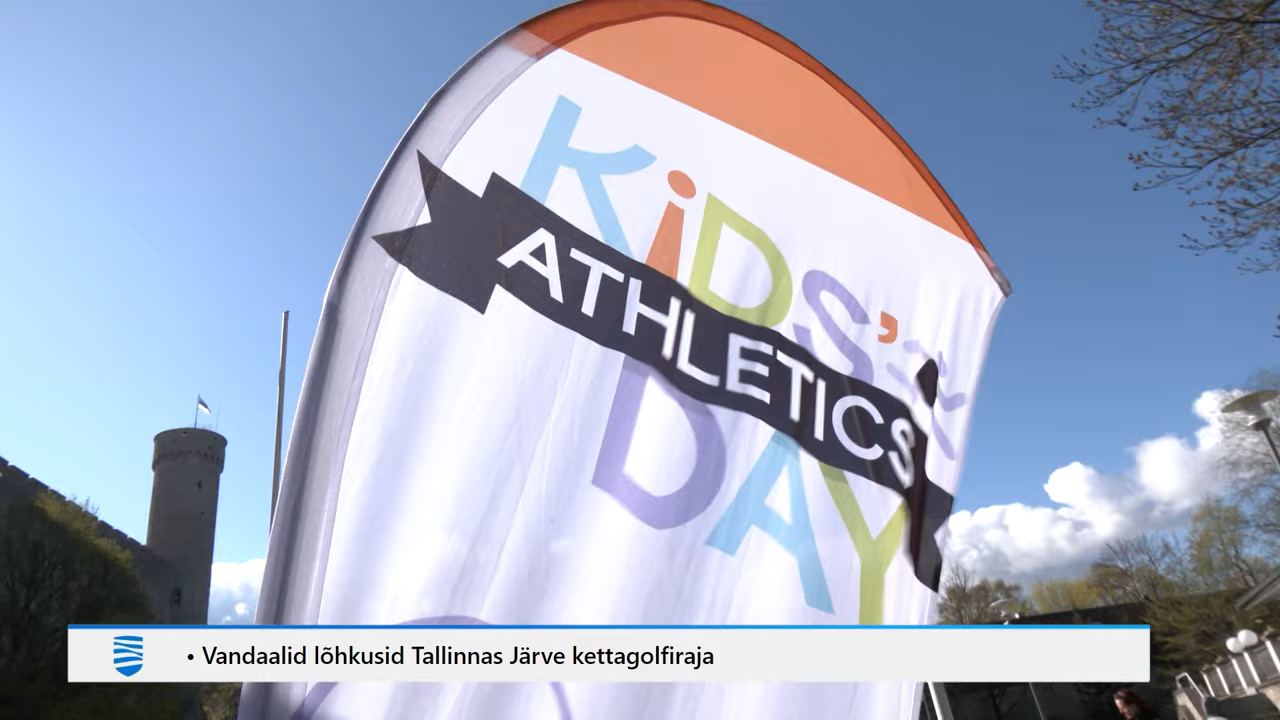 KiDS'
ATHLETICS
DAY
• Vandaalid lõhkusid Tallinnas Järve kettagolfiraja